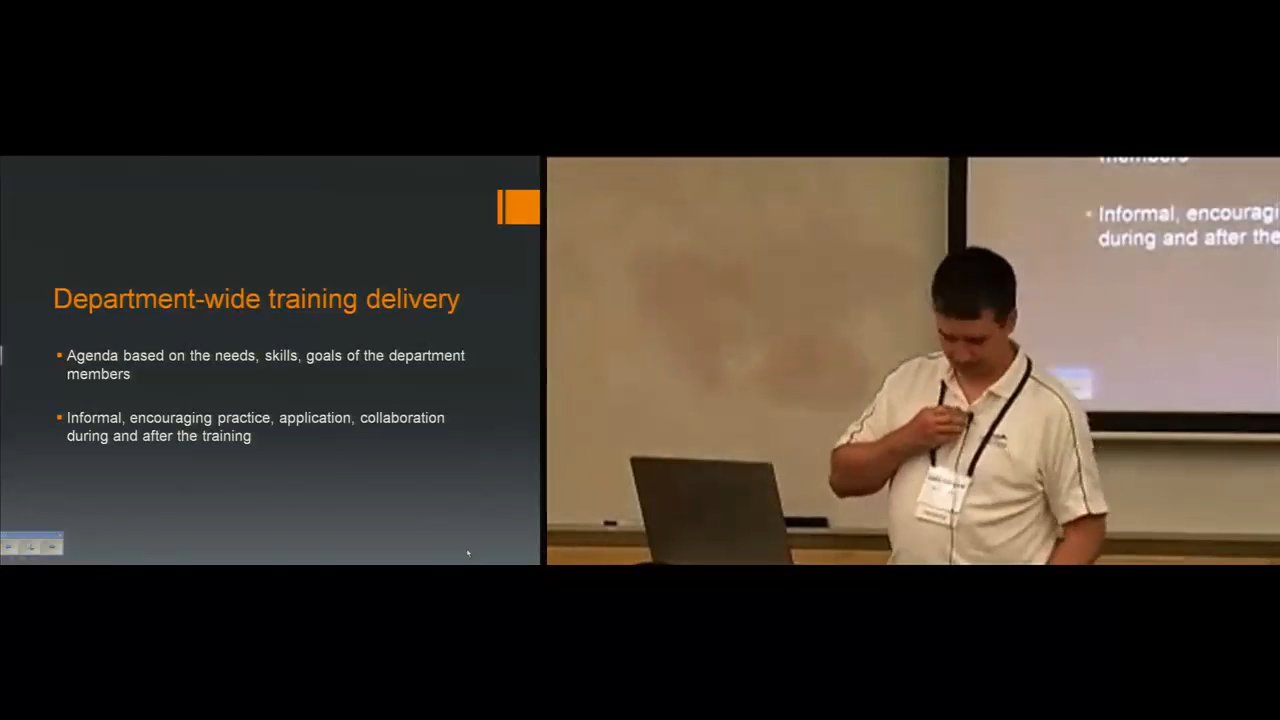 Department-wide training delivery
▪ Agenda based on the needs, skills, goals of the department
members
▪ Informal, encouraging practice, application, collaboration
during and after the training
members
• Informal, encouragi
during and after the